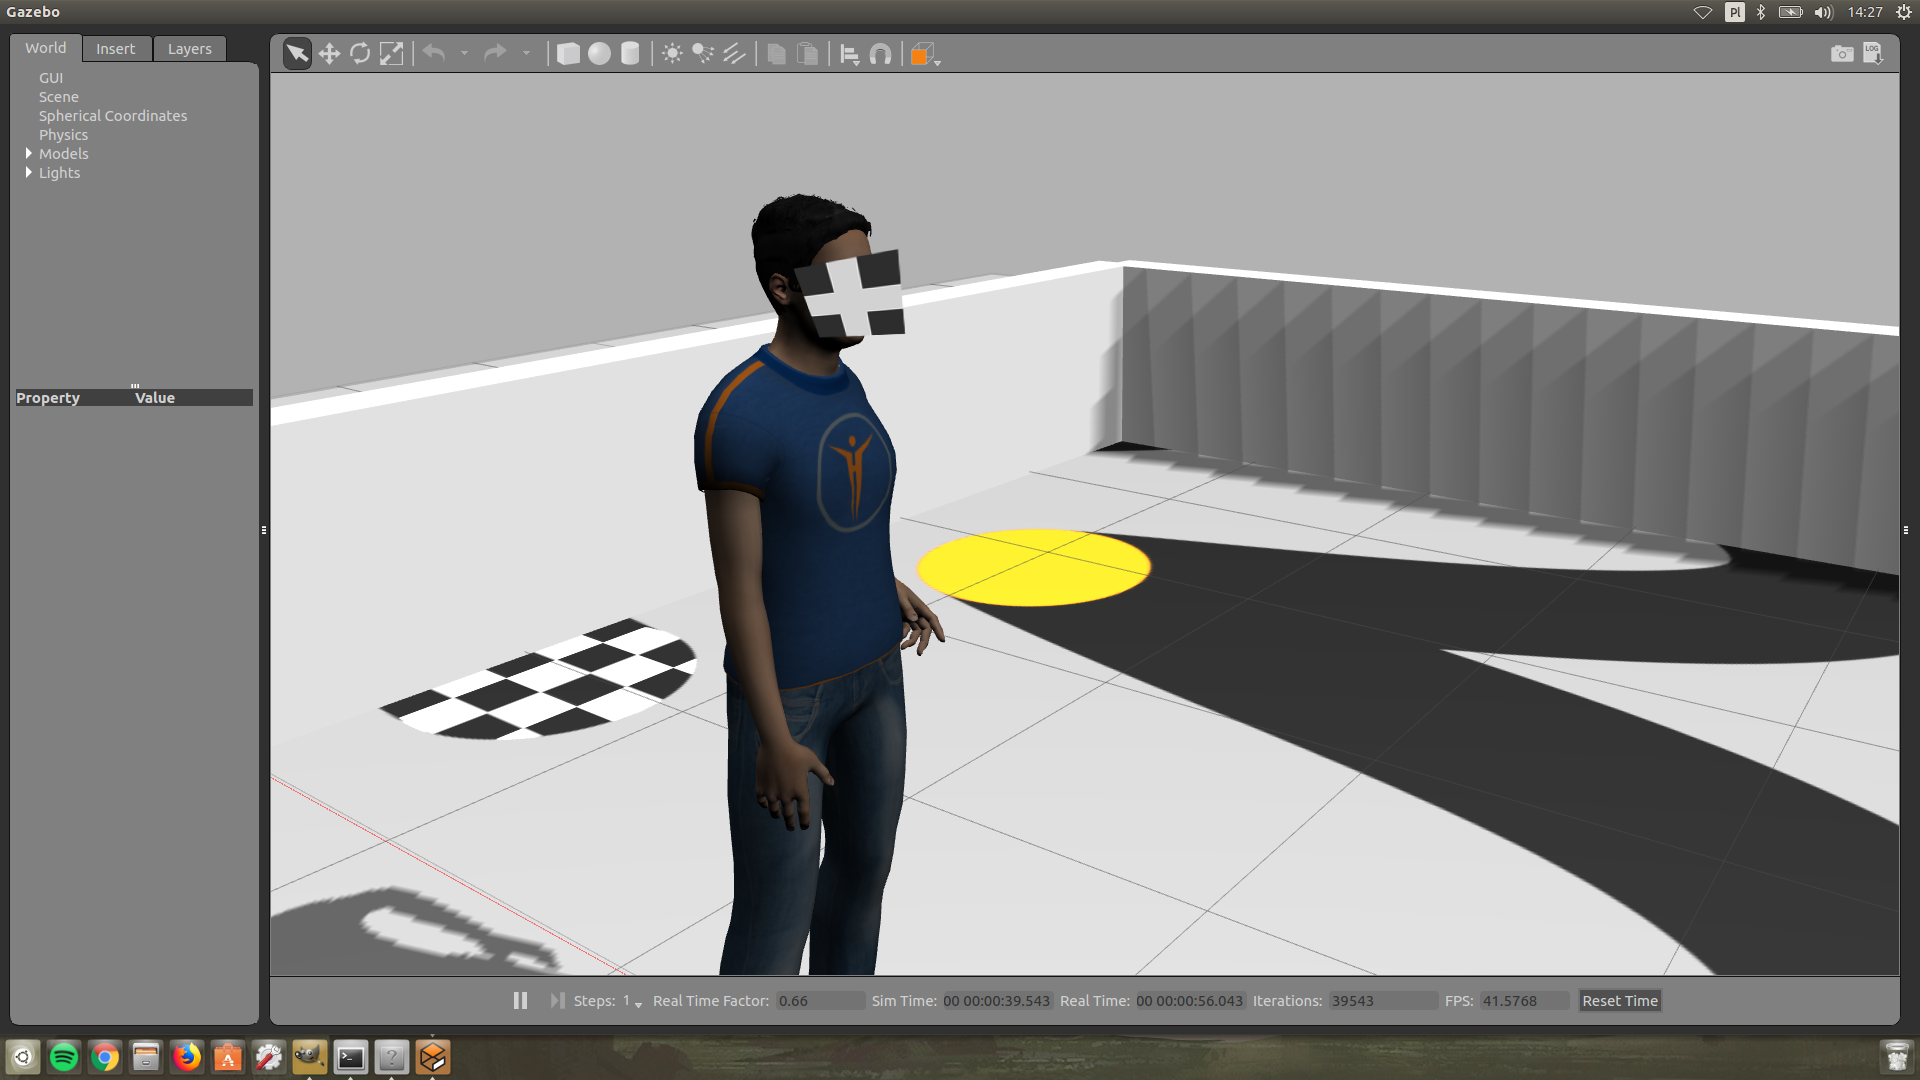 Gazebo
Pl
14:27
World Insert Layers
LOG
GUI
Scene
Spherical Coordinates
Physics
Models
Lights
Property Value
Steps: 1 Real Time Factor: 0.66 Sim Time: 00 00:00:39.543 Real Time: 00 00:00:56.043 Iterations: 39543 FPS: 41.5768 Reset Time